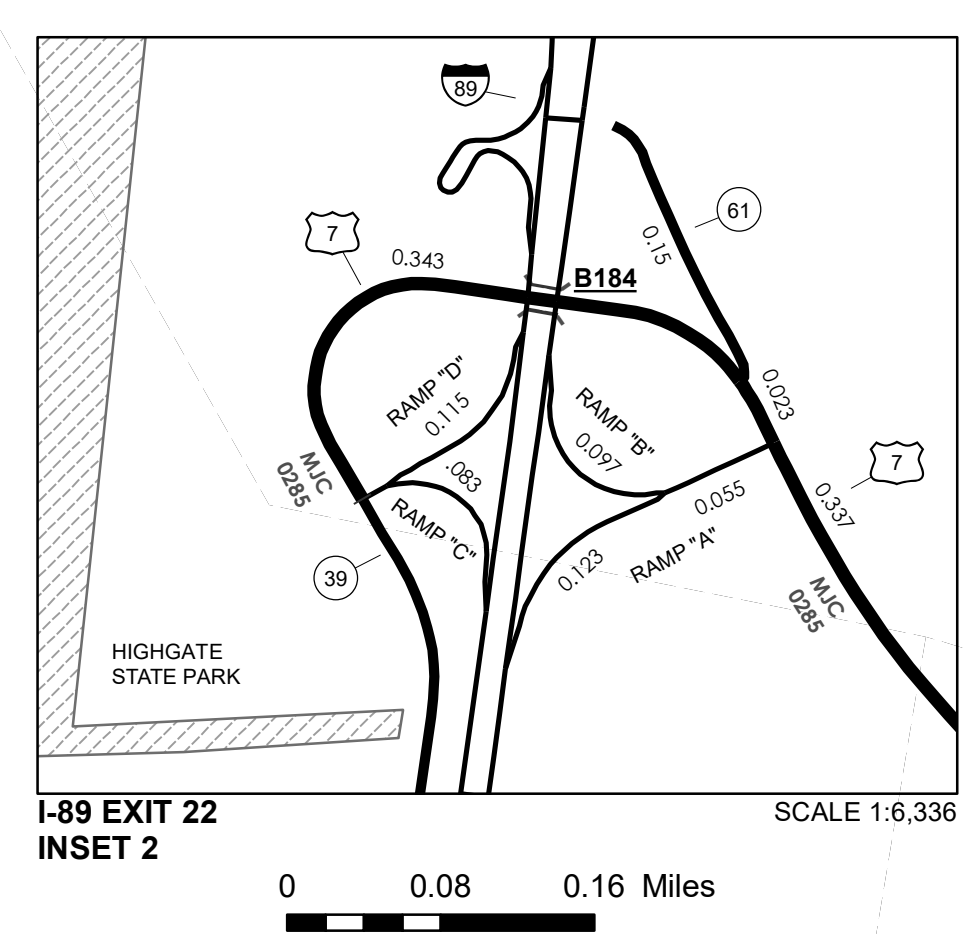 89
61
7
0.343
0.15
B184
RAMP "D"
0.115
RAMP "B"
0.097
0.023
7
MJC
0285
.083
RAMP "C"
0.055
0.337
RAMP "A"
0.123
39
MJC
0285
HIGHGATE
STATE PARK
I-89 EXIT 22
INSET 2
SCALE 1:6,336
0 0.08 0.16 Miles